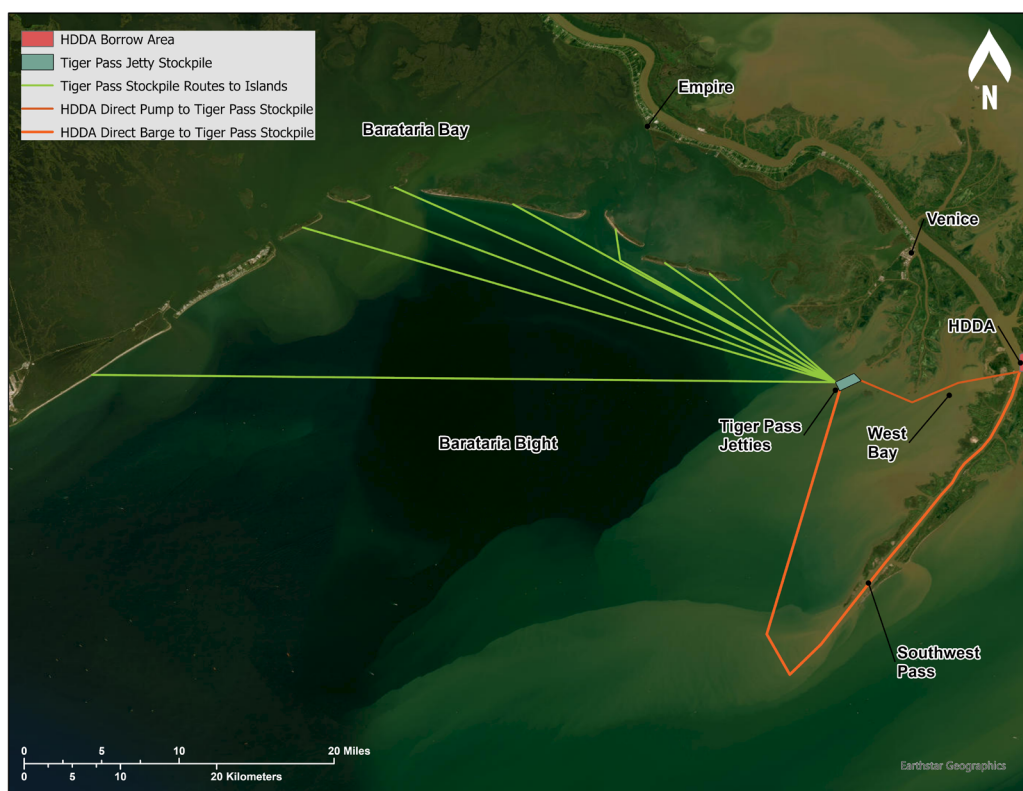 HDDA Borrow Area
Tiger Pass Jetty Stockpile
Tiger Pass Stockpile Routes to Islands
HDDA Direct Pump to Tiger Pass Stockpile
HDDA Direct Barge to Tiger Pass Stockpile
N
Empire
Barataria Bay
Venice
HDDA
Tiger Pass
Jetties
West
Bay
Barataria Bight
Southwest
Pass
0 5 10 20 Miles
0 5 10 20 Kilometers
Earthstar Geographics